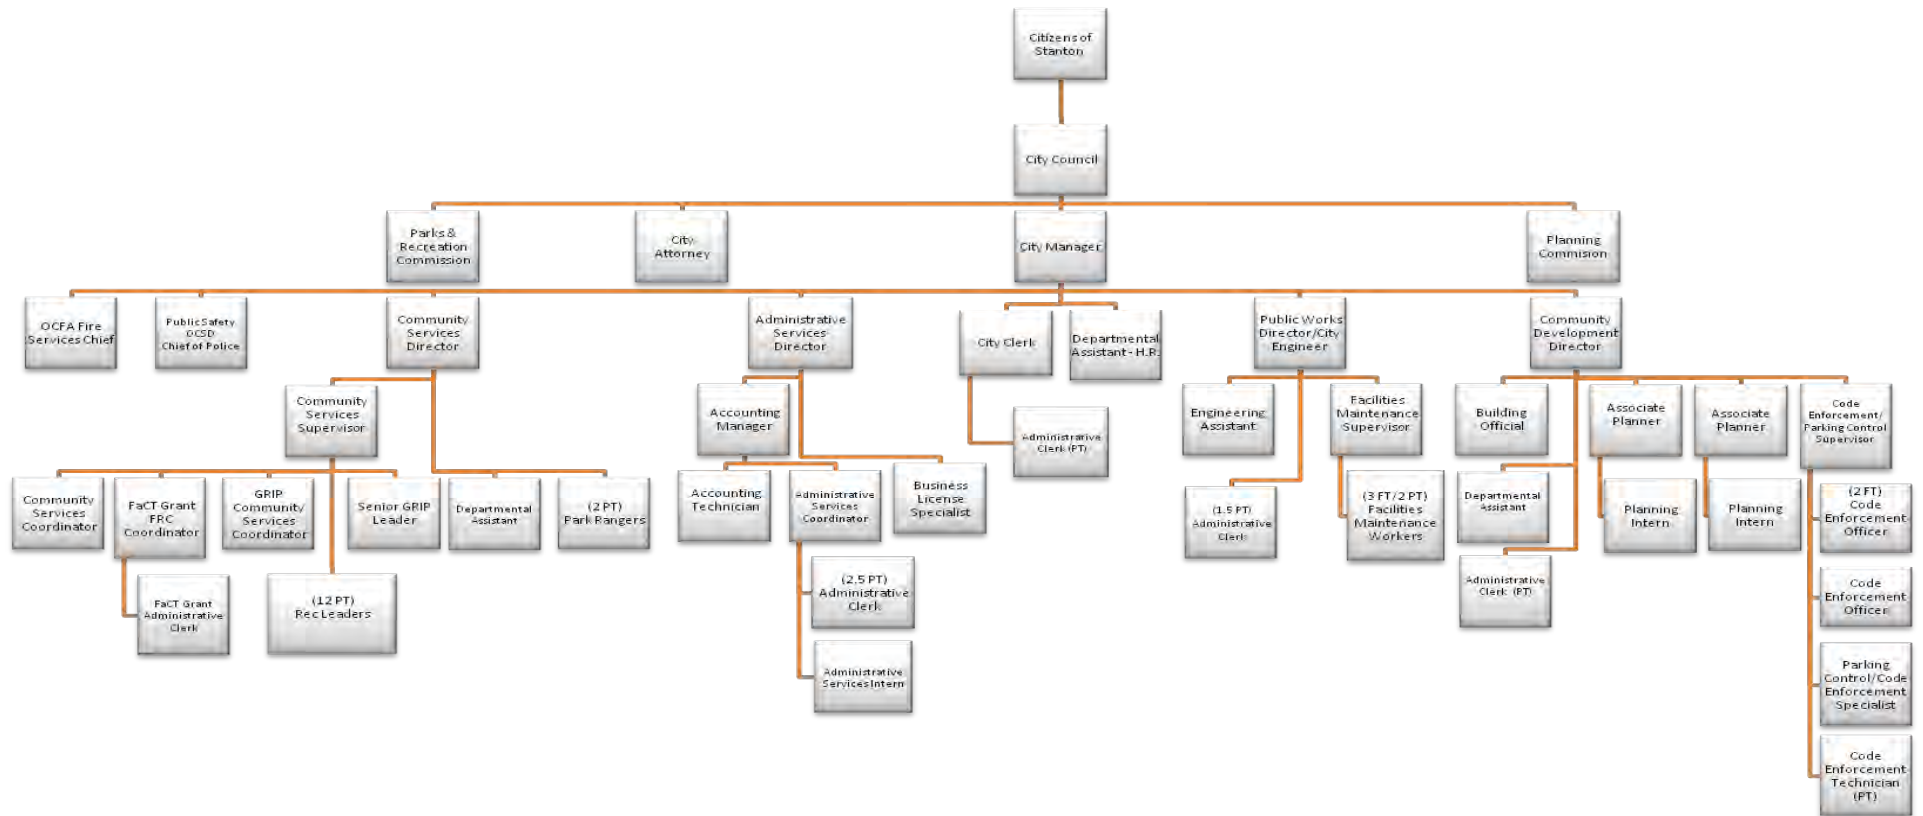 Citizens of
Stanton
City Council
Parks &
Recreation
Commission
City
Attorney
City Manager
Planning
Commision
OCFA Fire
Services Chief
Public Safety
OCSD
Chief of Police
Community
Services
Director
Administrative
Services
Director
City Clerk
Departmental
Assistant - H.R.
Public Works
Director/City
Engineer
Community
Development
Director
Community
Services
Supervisor
Accounting
Manager
Administrative
Clerk (PT)
Engineering
Assistant
Facilities
Maintenance
Supervisor
Building
Official
Associate
Planner
Associate
Planner
Code
Enforcement/
Parking Control
Supervisor
Community
Services
Coordinator
FaCT Grant
FRC
Coordinator
GRIP
Community
Services
Coordinator
Senior GRIP
Leader
Departmental
Assistant
(2 PT)
Park Rangers
Accounting
Technician
Administrative
Services
Coordinator
Business
License
Specialist
(1.5 PT)
Administrative
Clerk
(3 FT/2 PT)
Facilities
Maintenance
Workers
Departmental
Assistant
Planning
Intern
Planning
Intern
(2 FT)
Code
Enforcement
Officer
FaCT Grant
Administrative
Clerk
(12 PT)
Rec Leaders
(2.5 PT)
Administrative
Clerk
Administrative
Clerk (PT)
Code
Enforcement
Officer
Administrative
Services Intern
Parking
Control/Code
Enforcement
Specialist
Code
Enforcement
Technician
(PT)